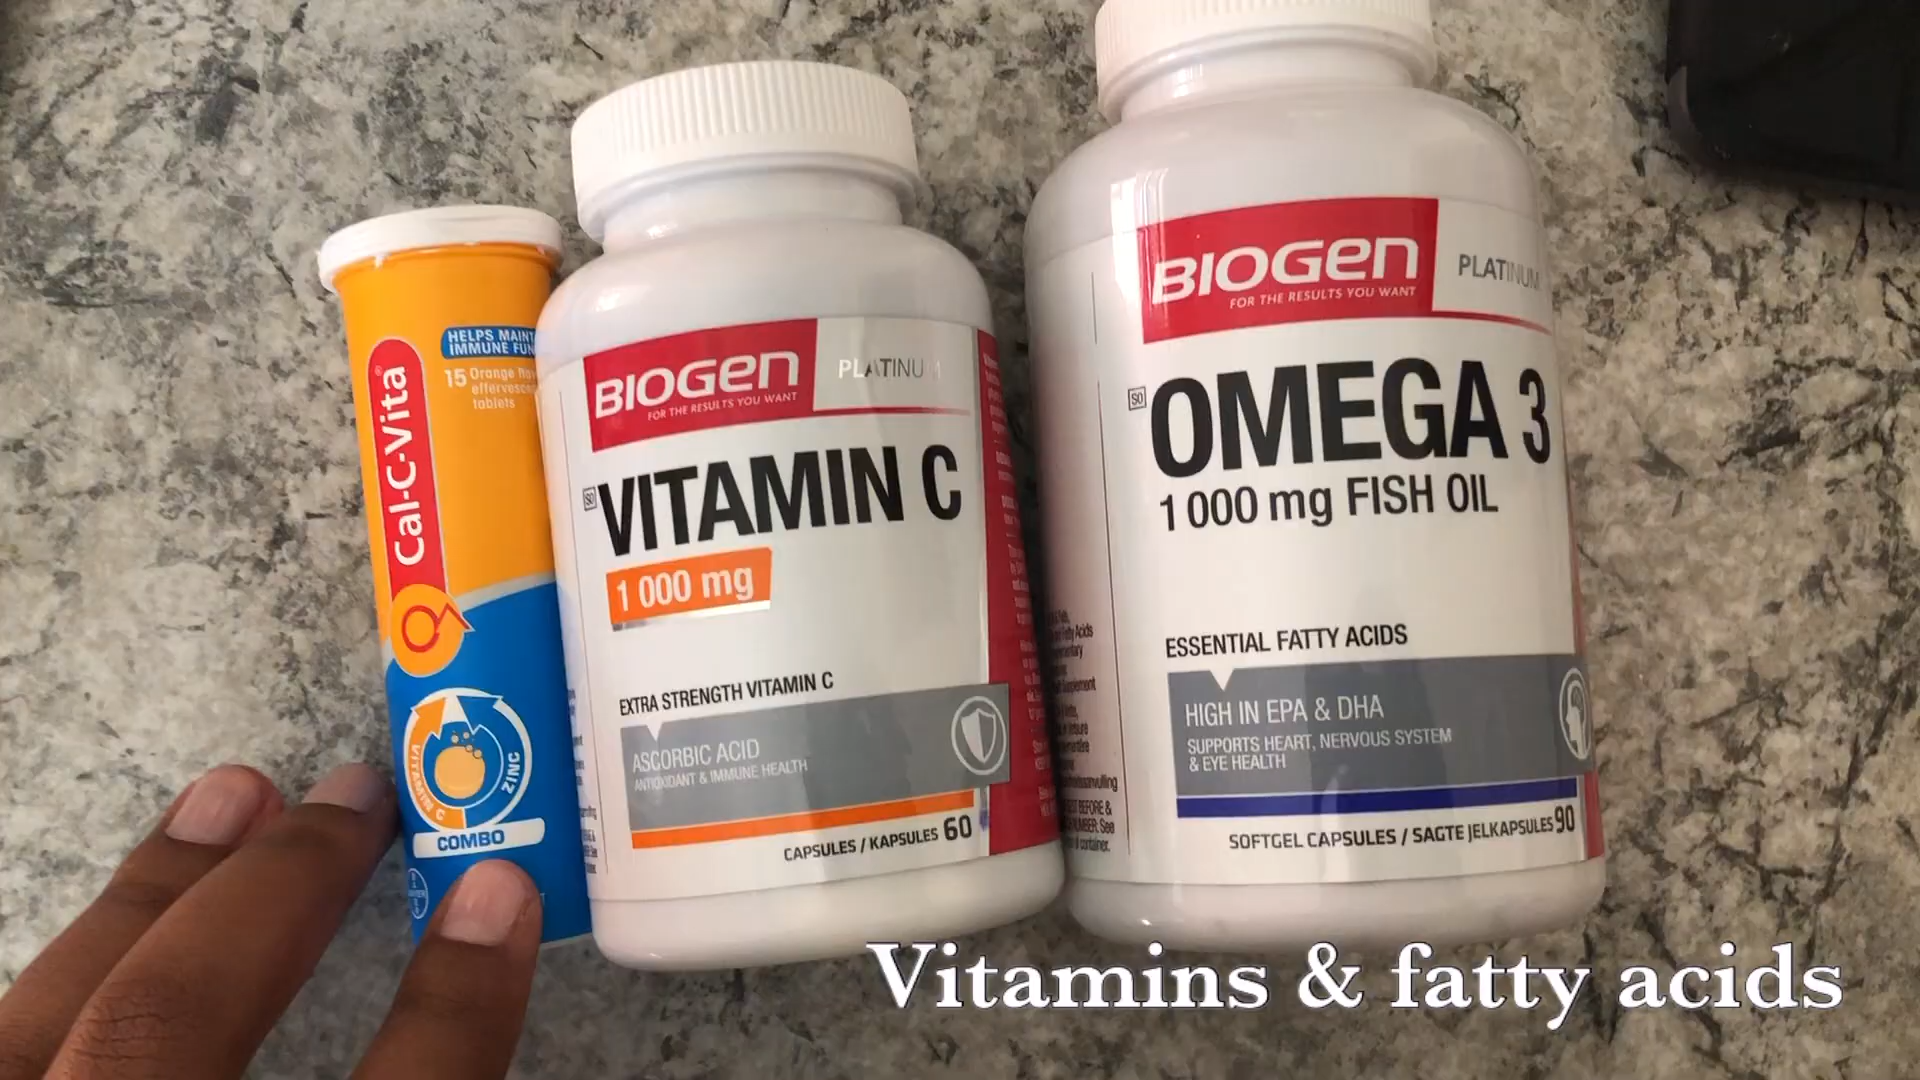 Cal-C-Vita®
HELPS MAINT
IMMUNE FUN
15 Orange
effervesce
tablets
VITAMIN C
ZINC
COMBO
BIOGEN
PLATINUM
FOR THE RESULTS YOU WANT
VITAMIN C
1 000 mg
EXTRA STRENGTH VITAMIN C
ASCORBIC ACID
ANTIOXIDANT & IMMUNE HEALTH
CAPSULES / KAPSULES 60
BIOGEN
PLATINUM
FOR THE RESULTS YOU WANT
S0
OMEGA 3
1 000 mg FISH OIL
ESSENTIAL FATTY ACIDS
HIGH IN EPA & DHA
SUPPORTS HEART, NERVOUS SYSTEM
& EYE HEALTH
SOFTGEL CAPSULES / SAGTE JELKAPSULES 90
Vitamins & fatty acids